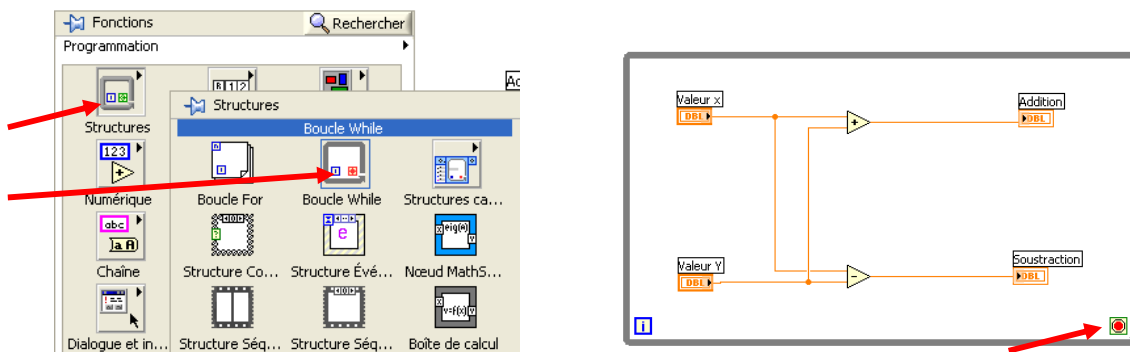 Fonctions
Rechercher
Programmation
Structures
Boucle While
Structures
Numérique
123
Boucle For
Boucle While
Structures ca...
abc
Chaîne
Structure Co...
Structure Évé...
Nœud MathS...
Dialogue et in...
Structure Séq...
Structure Séq...
Boîte de calcul
Valeur x
DBL
Addition
DBL
Valeur Y
DBL
Soustraction
DBL
i